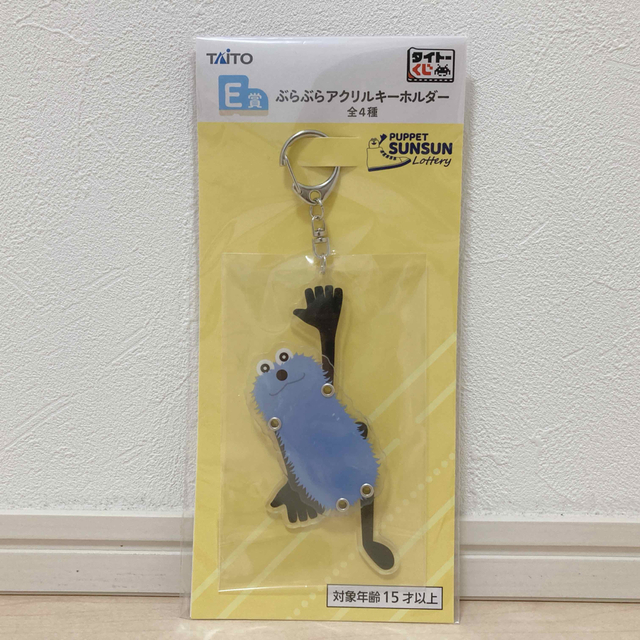 TAITO
タイトー
くじ
E賞 ぶらぶらアクリルキーホルダー
全4種
PUPPET
SUNSUN
Lottery
対象年齢15才以上